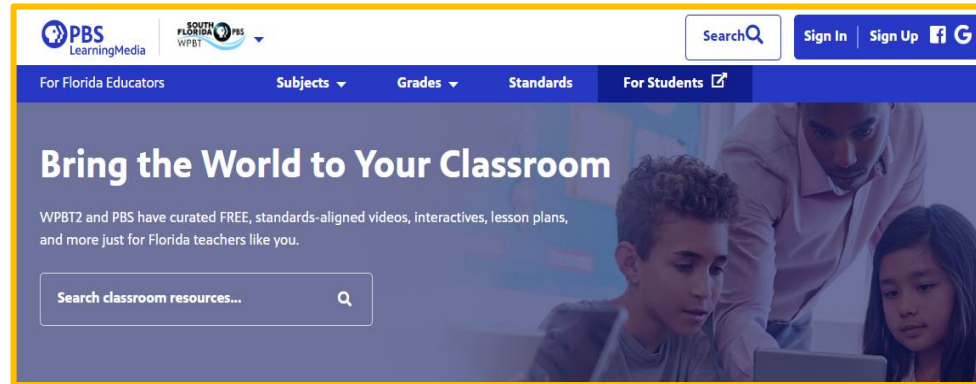 PBS
LearningMedia
SOUTH
FLORIDA PBS
WPBT
Search
Sign In
Sign Up
For Florida Educators
Subjects
Grades
Standards
For Students
Bring the World to Your Classroom
WPBT2 and PBS have curated FREE, standards-aligned videos, interactives, lesson plans,
and more just for Florida teachers like you.
Search classroom resources...